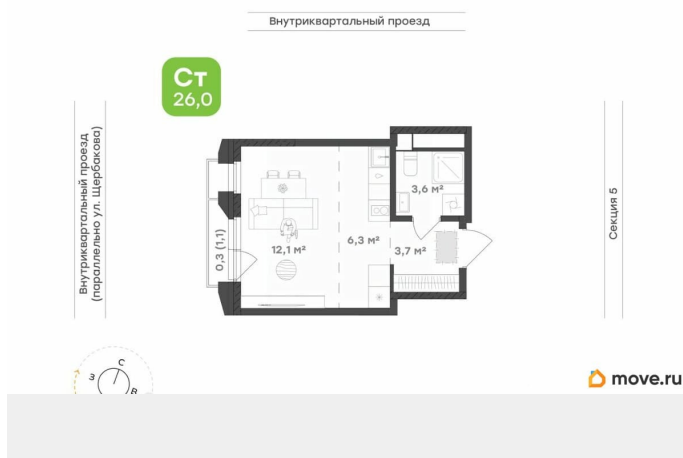 Внутриквартальный проезд
Ст
26,0
Внутриквартальный проезд
(параллельно ул. Щербакова)
0,3 (1,1)
12,1 м²
6,3 м²
3,6 м²
3,7 м²
Секция 5
С
З
В
move.ru